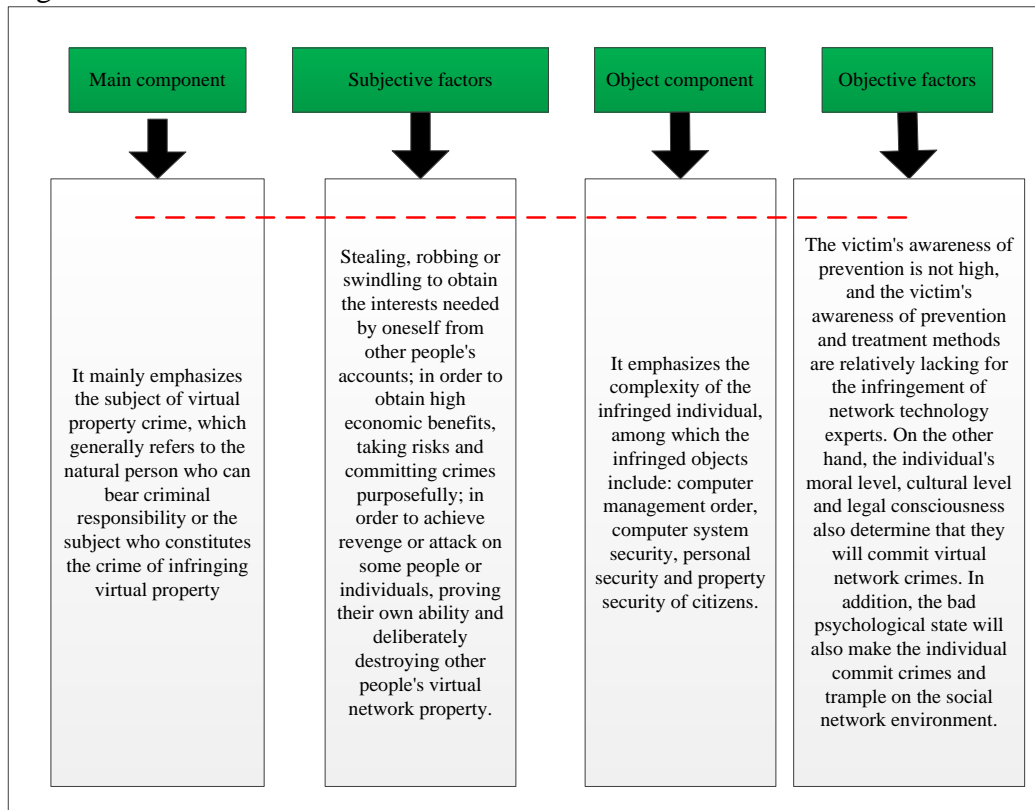 Main component
Subjective factors
Object component
Objective factors
It mainly emphasizes
the subject of virtual
property crime, which
generally refers to the
natural person who can
bear criminal
responsibility or the
subject who constitutes
the crime of infringing
virtual property
Stealing, robbing or
swindling to obtain
the interests needed
by oneself from
other people's
accounts; in order to
obtain high
economic benefits,
taking risks and
committing crimes
purposefully; in
order to achieve
revenge or attack on
some people or
individuals, proving
their own ability and
deliberately
destroying other
people's virtual
network property.
It emphasizes the
complexity of the
infringed individual,
among which the
infringed objects
include: computer
management order,
computer system
security, personal
security and property
security of citizens.
The victim's awareness of
prevention is not high,
and the victim's
awareness of prevention
and treatment methods
are relatively lacking for
the infringement of
network technology
experts. On the other
hand, the individual's
moral level, cultural level
and legal consciousness
also determine that they
will commit virtual
network crimes. In
addition, the bad
psychological state will
also make the individual
commit crimes and
trample on the social
network environment.